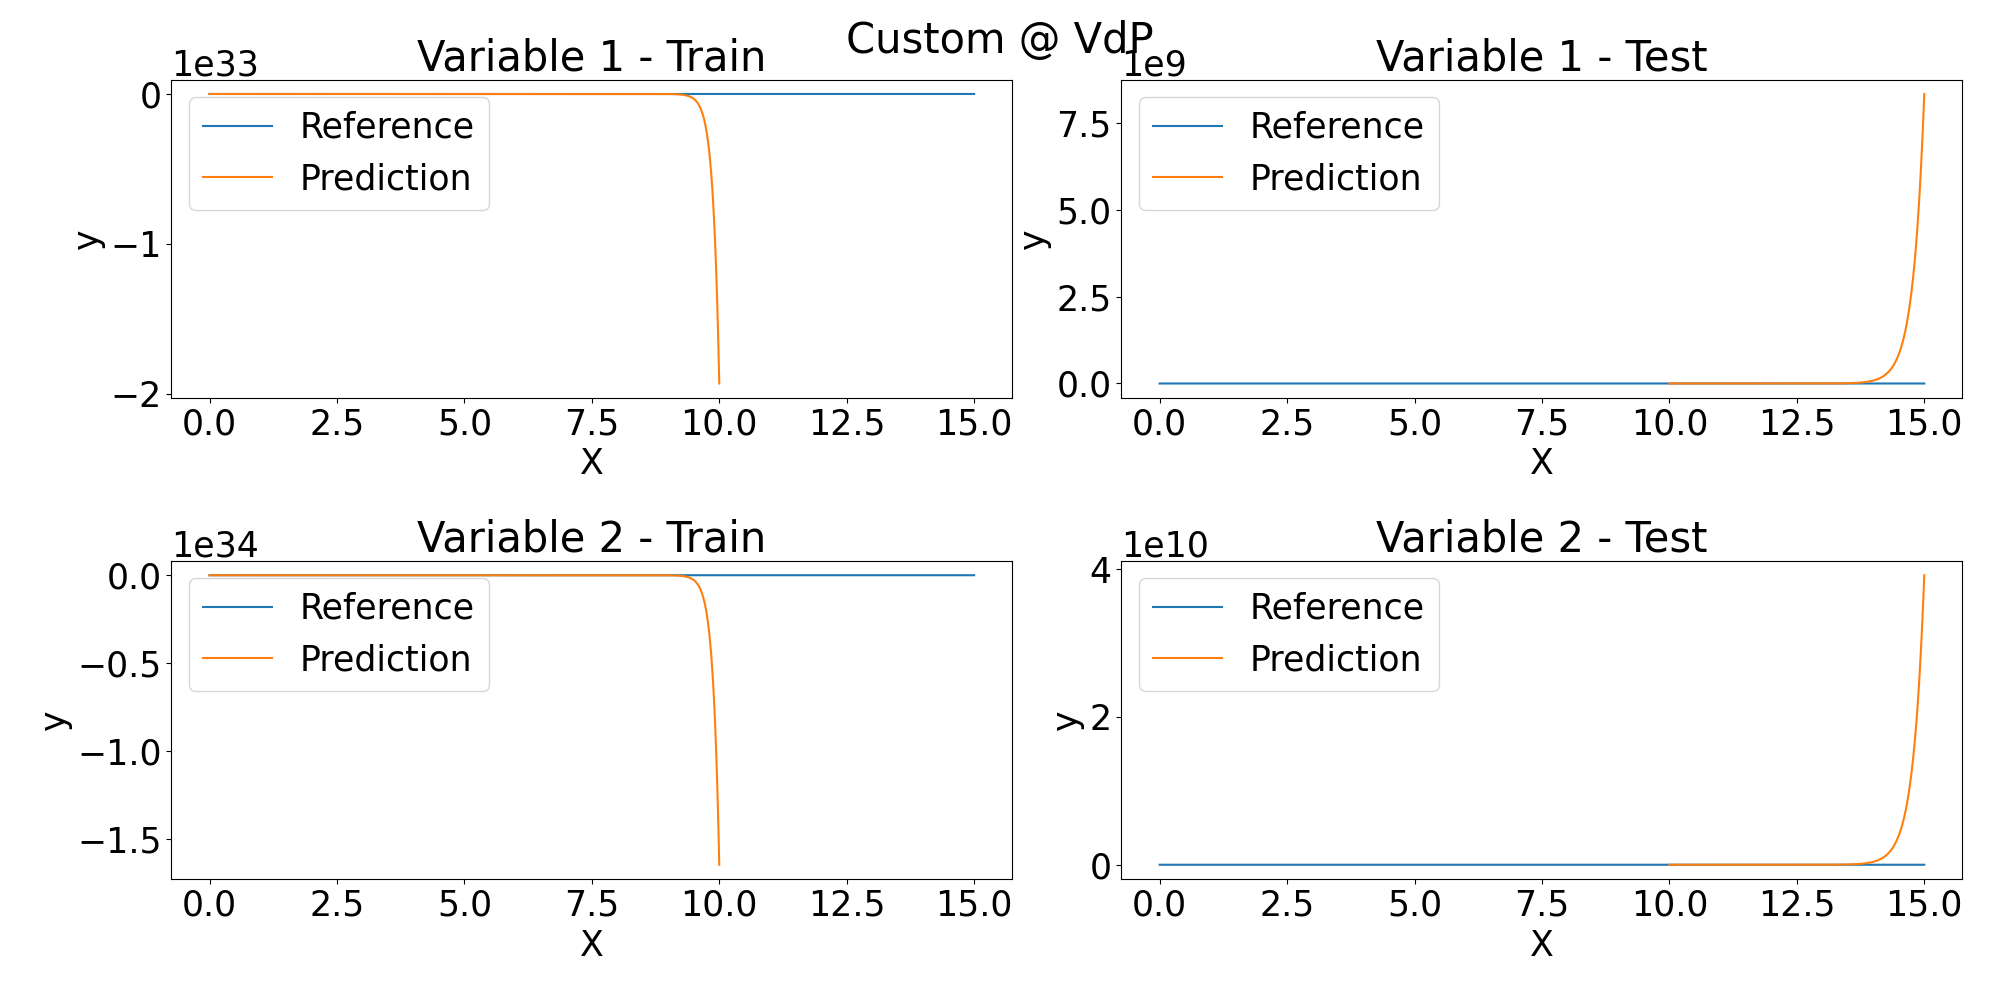 Custom @ VdP
Variable 1 - Train
1e33
0
−1
−2
y
Reference
Prediction
0.0 2.5 5.0 7.5 10.0 12.5 15.0
X
Variable 1 - Test
1e9
7.5
5.0
2.5
0.0
y
Reference
Prediction
0.0 2.5 5.0 7.5 10.0 12.5 15.0
X
Variable 2 - Train
1e34
0.0
−0.5
−1.0
−1.5
y
Reference
Prediction
0.0 2.5 5.0 7.5 10.0 12.5 15.0
X
Variable 2 - Test
1e10
4
2
0
y
Reference
Prediction
0.0 2.5 5.0 7.5 10.0 12.5 15.0
X